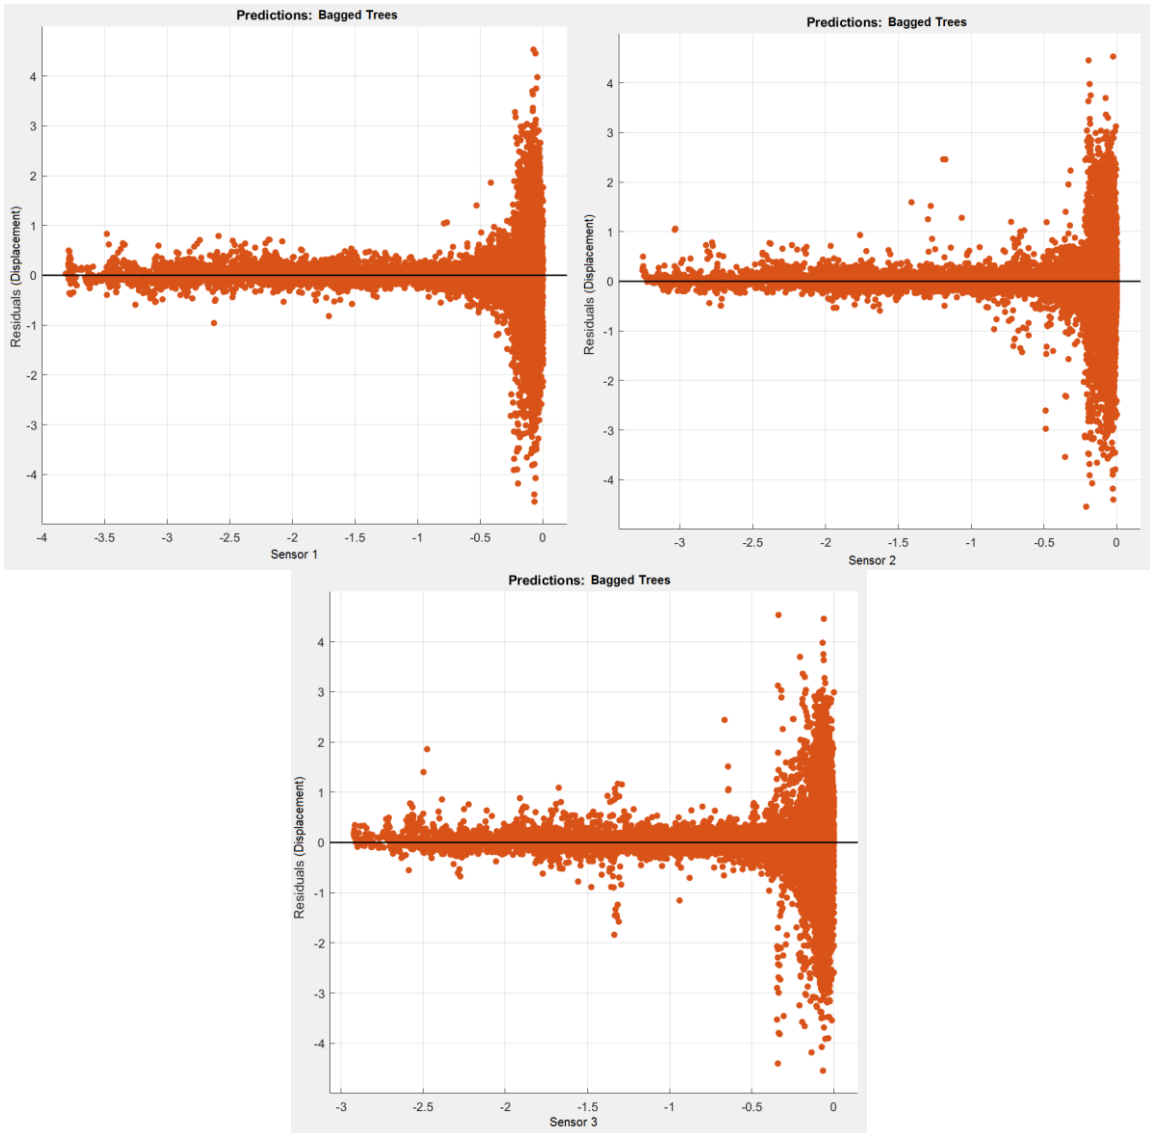 Predictions: Bagged Trees
4
3
2
1
0
-1
-2
-3
-4
Residuals (Displacement)
-4 -3.5 -3 -2.5 -2 -1.5 -1 -0.5 0
Sensor 1
Predictions: Bagged Trees
4
3
2
1
0
-1
-2
-3
-4
Residuals (Displacement)
-3 -2.5 -2 -1.5 -1 -0.5 0
Sensor 2
Predictions: Bagged Trees
4
3
2
1
0
-1
-2
-3
-4
Residuals (Displacement)
-3 -2.5 -2 -1.5 -1 -0.5 0
Sensor 3